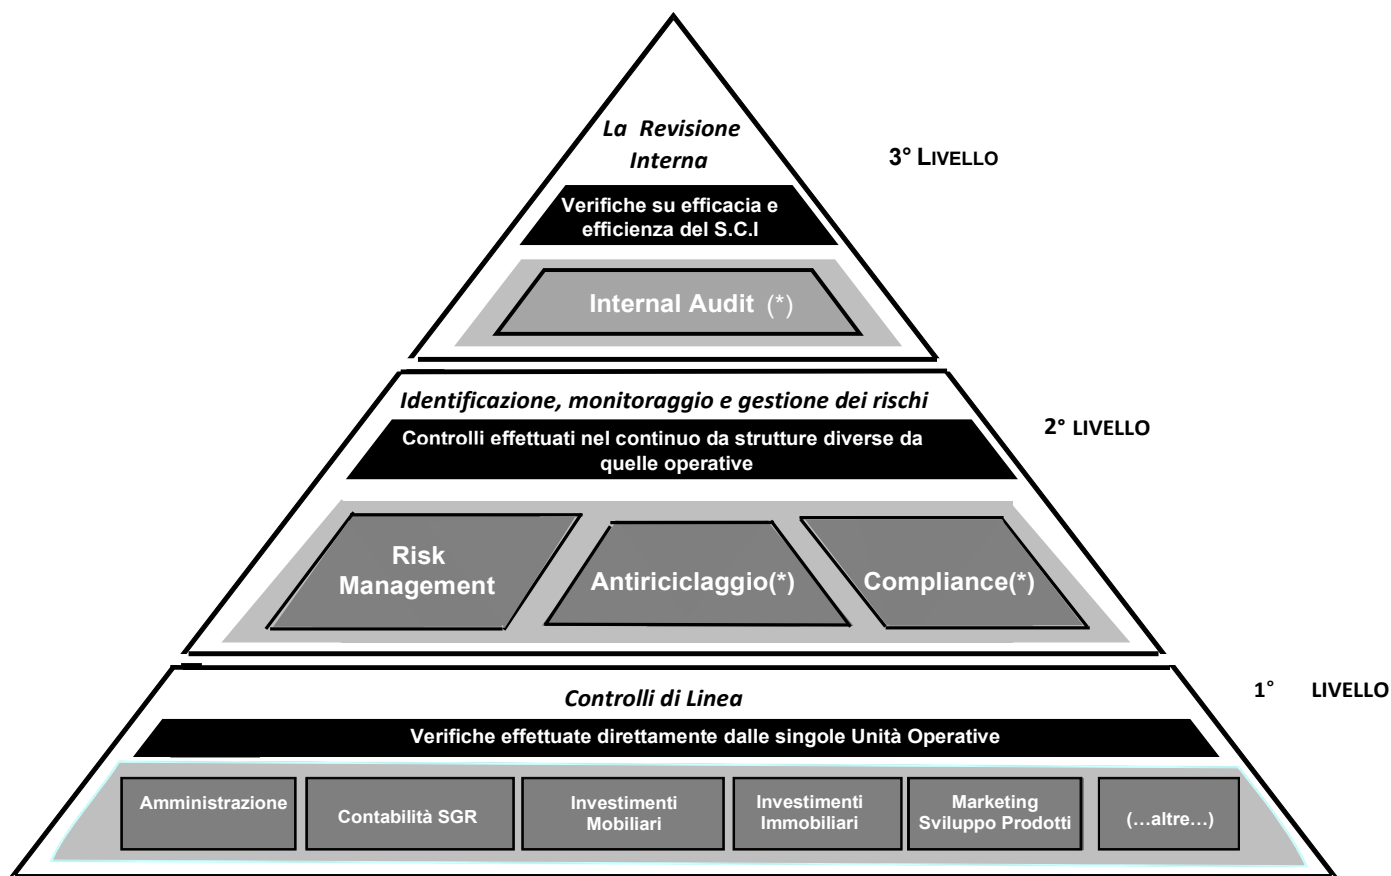 La Revisione
Interna
3° LIVELLO
Verifiche su efficacia e
efficienza del S.C.I
Internal Audit (*)
Identificazione, monitoraggio e gestione dei rischi
2° LIVELLO
Controlli effettuati nel continuo da strutture diverse da
quelle operative
Risk
Management
Antiriciclaggio(*)
Compliance(*)
1° LIVELLO
Controlli di Linea
Verifiche effettuate direttamente dalle singole Unità Operative
Amministrazione
Contabilità SGR
Investimenti
Mobiliari
Investimenti
Immobiliari
Marketing
Sviluppo Prodotti
(...altre...)